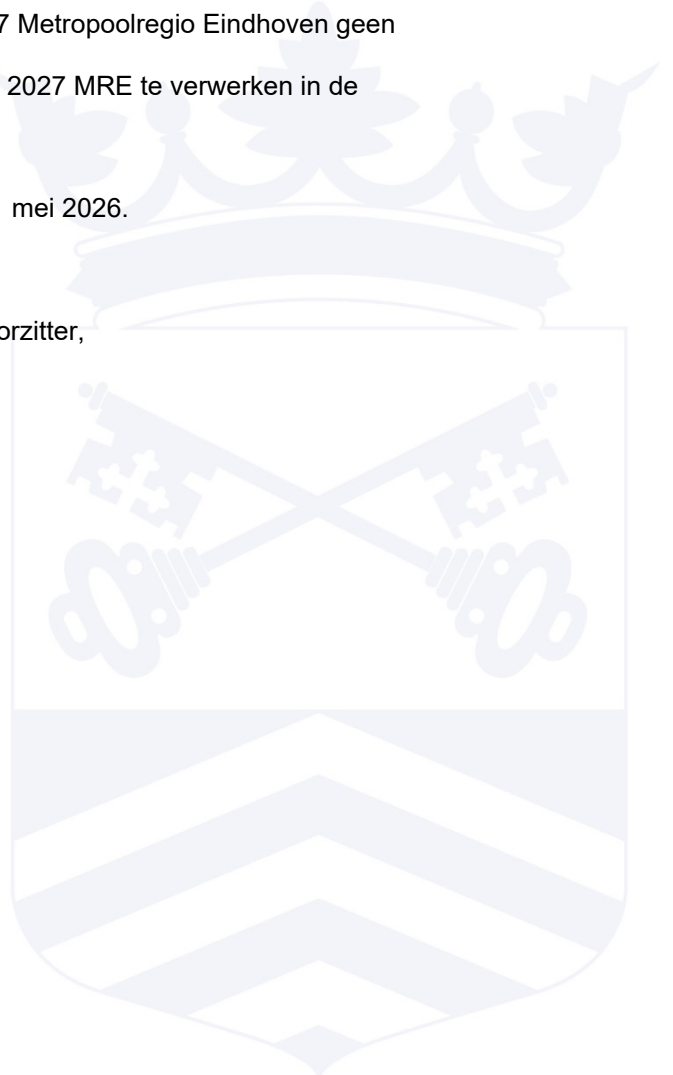 7 Metropoolregio Eindhoven geen
2027 MRE te verwerken in de
mei 2026.
orzitter,